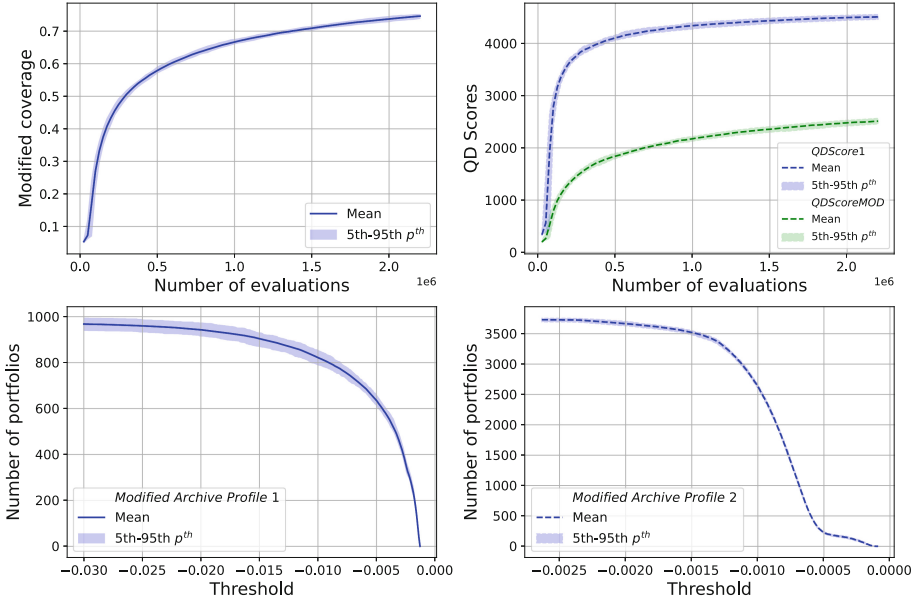 Modified coverage
0.7
0.6
0.5
0.4
0.3
0.2
0.1
Mean
5th-95th p^th
0.0 0.5 1.0 1.5 2.0
Number of evaluations
1e6
QD Scores
4000
3000
2000
1000
0
QDScore1
Mean
5th-95th p^th
QDScoreMOD
Mean
5th-95th p^th
0.0 0.5 1.0 1.5 2.0
Number of evaluations
1e6
Number of portfolios
1000
800
600
400
200
0
Modified Archive Profile 1
Mean
5th-95th p^th
−0.030 −0.025 −0.020 −0.015 −0.010 −0.005 0.000
Threshold
Number of portfolios
3500
3000
2500
2000
1500
1000
500
0
Modified Archive Profile 2
Mean
5th-95th p^th
−0.0025 −0.0020 −0.0015 −0.0010 −0.0005 0.0000
Threshold